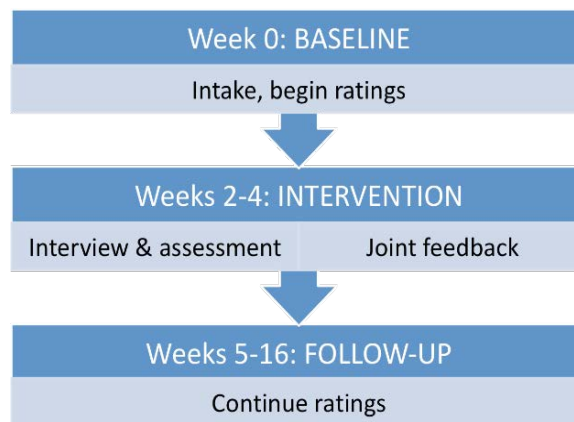 Week 0: BASELINE
Intake, begin ratings
Weeks 2-4: INTERVENTION
Interview & assessment
Joint feedback
Weeks 5-16: FOLLOW-UP
Continue ratings